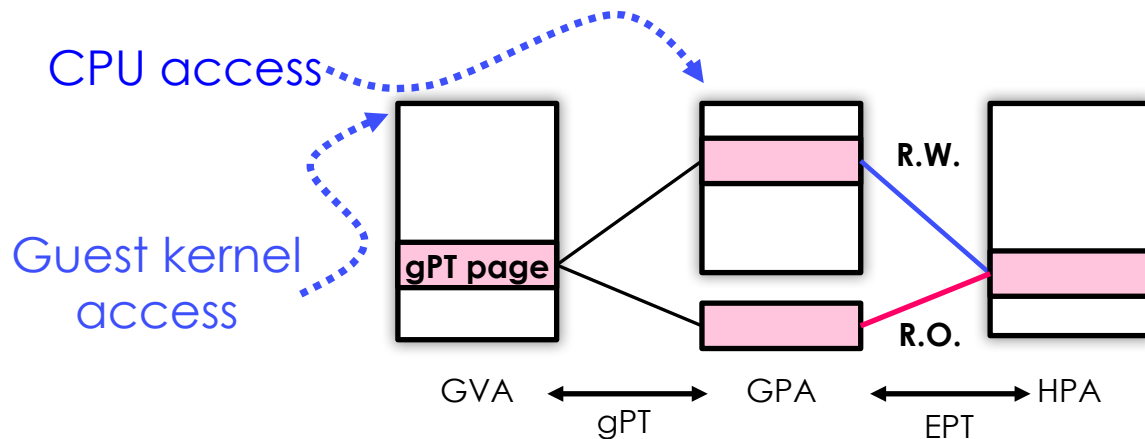 CPU access
R.W.
Guest kernel
access
gPT page
R.O.
GVA
GPA
HPA
gPT
EPT